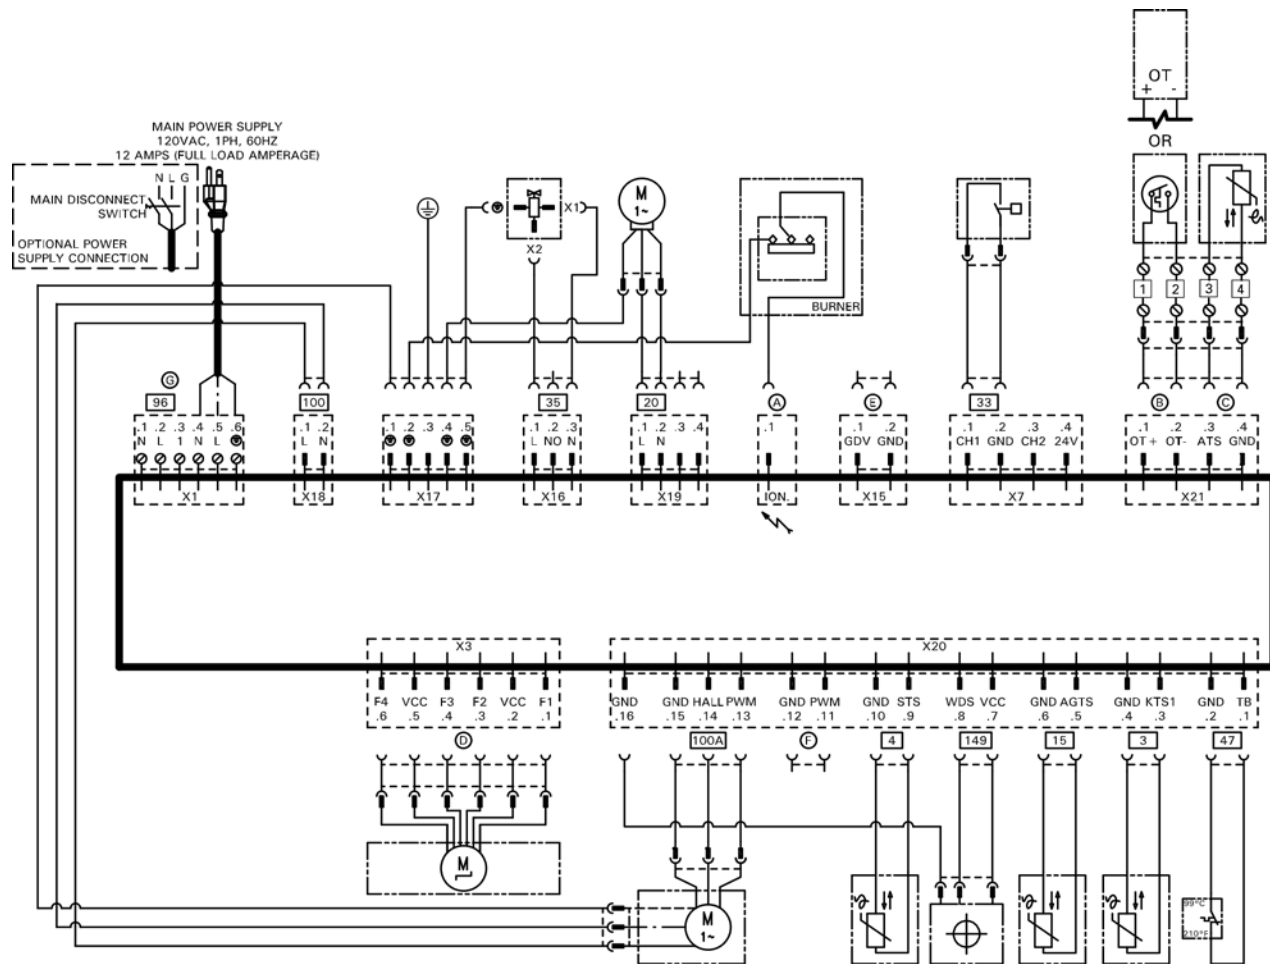 OT
+ -
OR
MAIN POWER SUPPLY
120VAC, 1PH, 60HZ
12 AMPS (FULL LOAD AMPERAGE)
N L G
MAIN DISCONNECT
SWITCH
OPTIONAL POWER
SUPPLY CONNECTION
X1
X2
M
1~
BURNER
1 2 3 4
G
96
100
35
20
A
E
33
B
C
.1 .2 .3 .4 .5 .6
N L 1 N L
X1
.1 .2
L N
X18
.1 .2 .3 .4 .5
X17
.1 .2 .3
L NO N
X16
.1 .2 .3 .4
L N
X19
.1
ION.
.1 .2
GDV GND
X15
.1 .2 .3 .4
CH1 GND CH2 24V
X7
.1 .2 .3 .4
OT+ OT- ATS GND
X21
X3
F4 VCC F3 F2 VCC F1
.6 .5 .4 .3 .2 .1
D
X20
GND GND HALL PWM GND PWM GND STS WDS VCC GND AGTS GND KTS1 GND TB
.16 .15 .14 .13 .12 .11 .10 .9 .8 .7 .6 .5 .4 .3 .2 .1
100A
F
4
149
15
3
47
M
M
1~
99°C
210°F